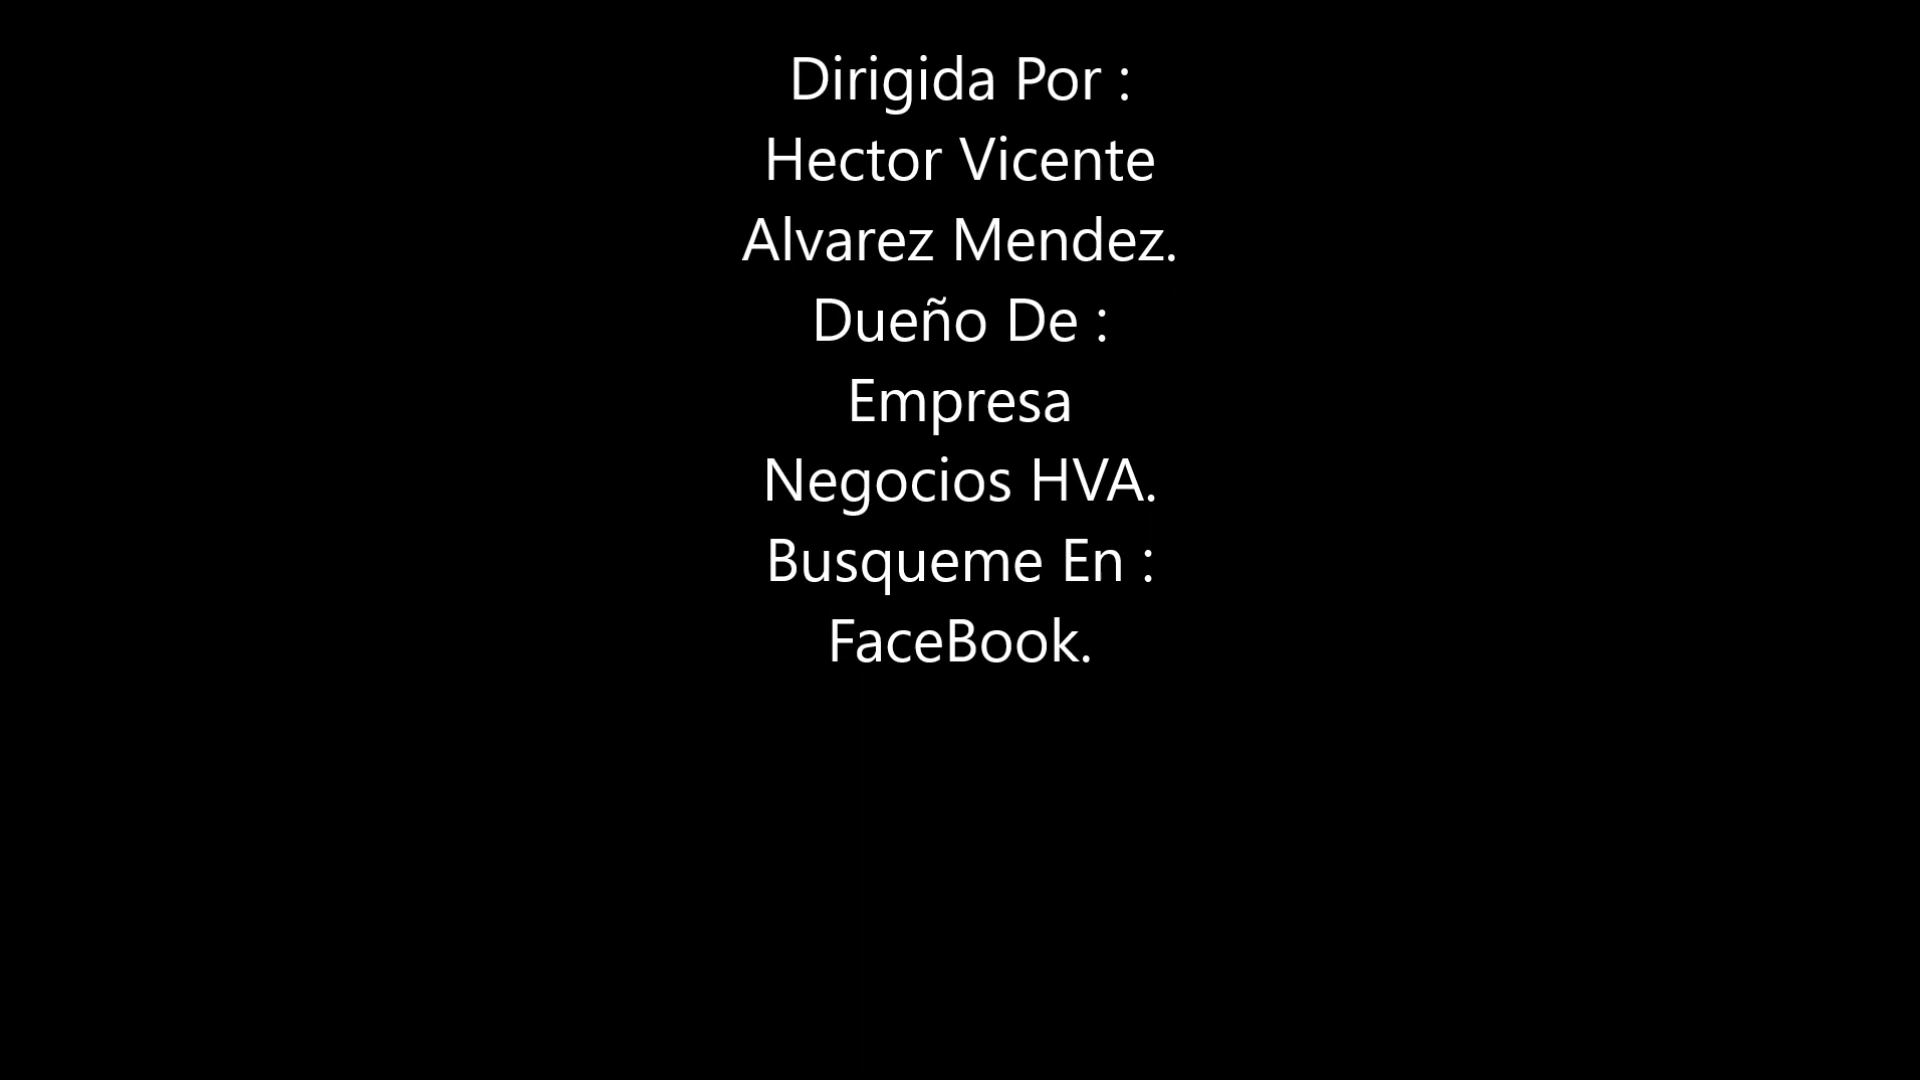 Dirigida Por :
Hector Vicente
Alvarez Mendez.
Dueño De :
Empresa
Negocios HVA.
Busqueme En :
FaceBook.